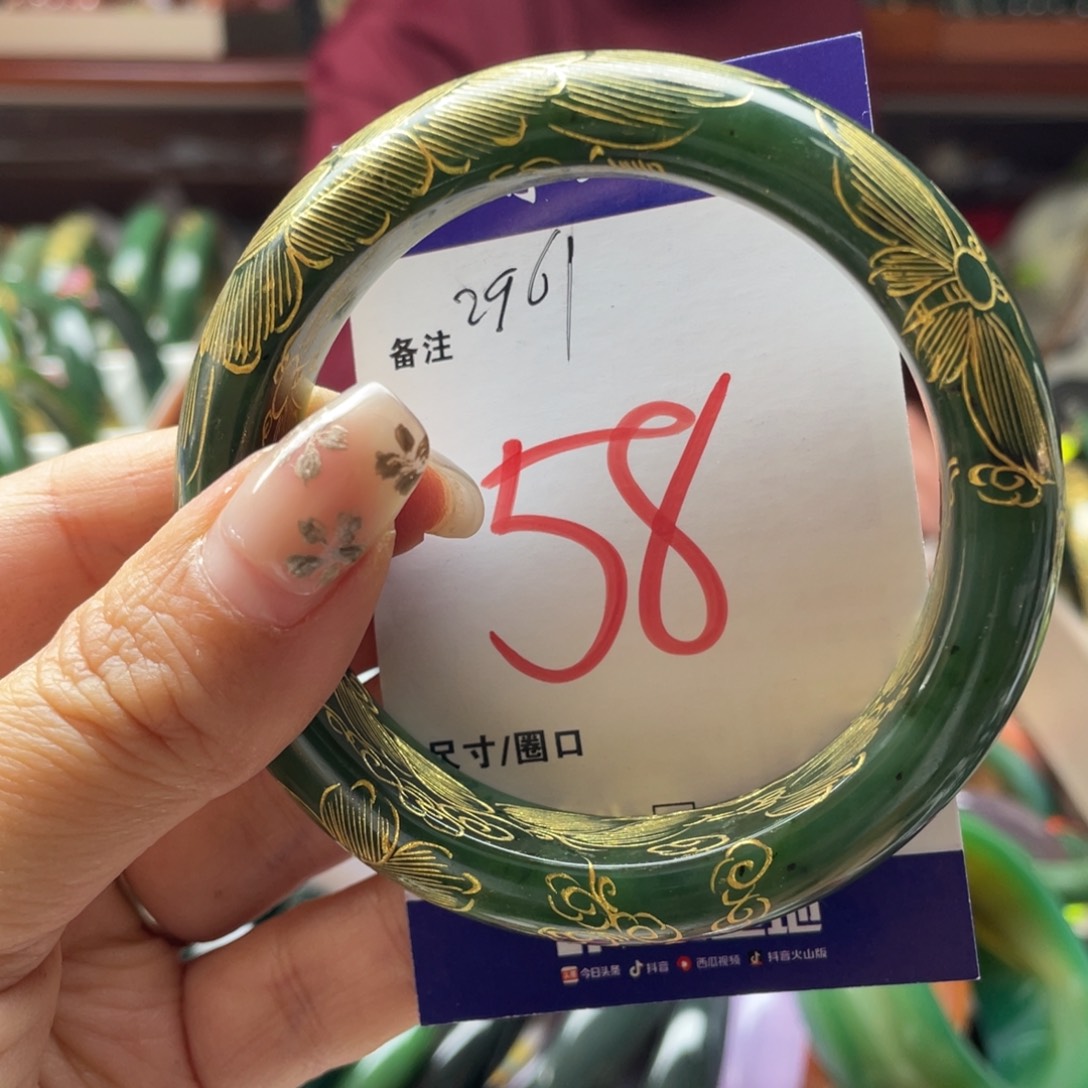 2961
备注
58
尺寸/圈口
今日头条 抖音 西瓜视频 抖音火山版